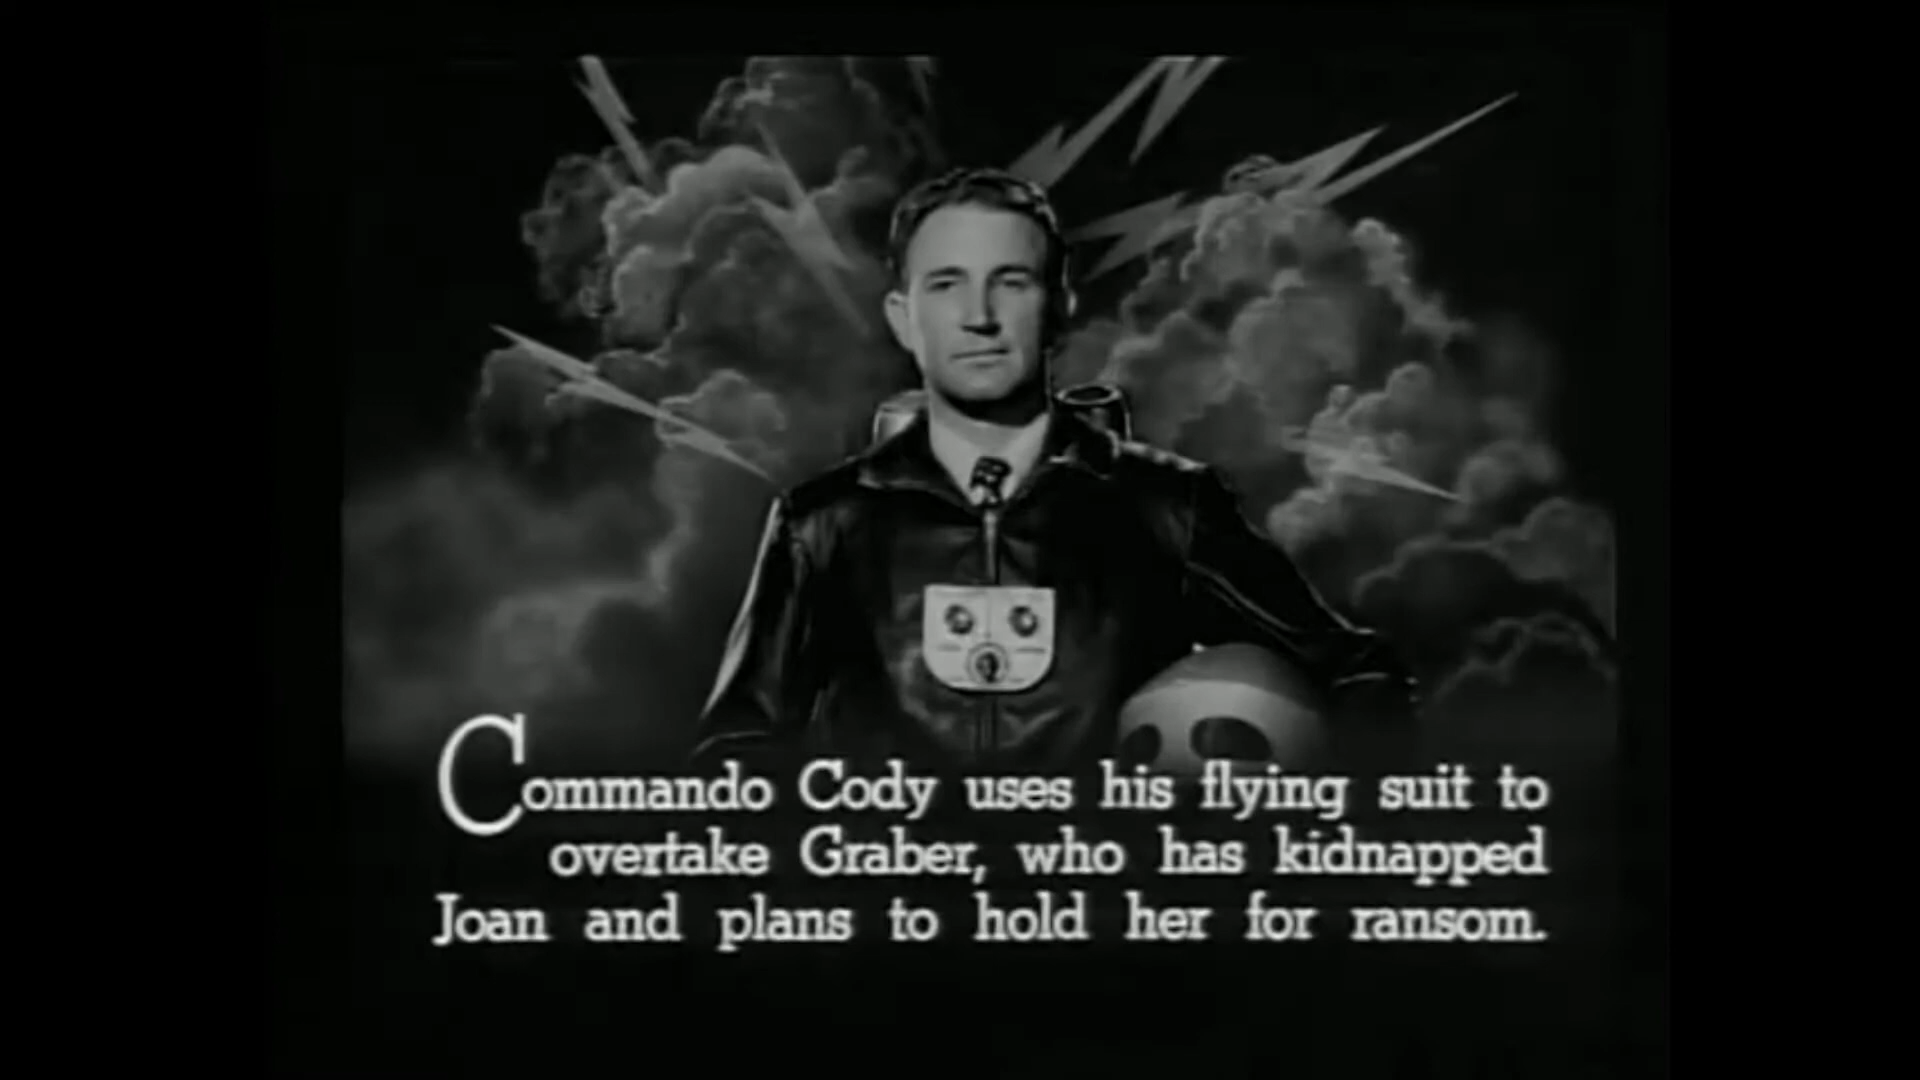 Commando Cody uses his flying suit to
overtake Graber, who has kidnapped
Joan and plans to hold her for ransom.